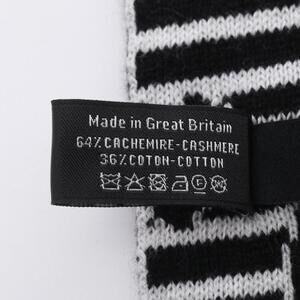 Made in Great Britain
64% CACHEMIRE-CASHMERE
36% COTON-COTTON